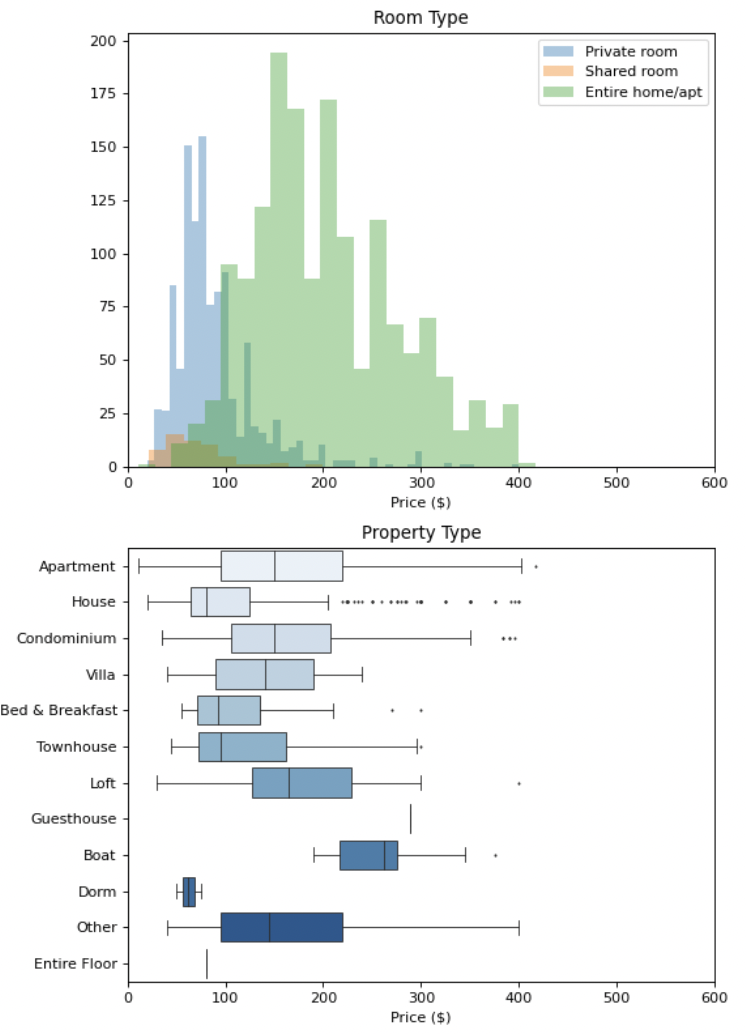 Room Type
200
175
150
125
100
75
50
25
0
Private room
Shared room
Entire home/apt
0 100 200 300 400 500 600
Price ($)
Property Type
Apartment
House
Condominium
Villa
Bed & Breakfast
Townhouse
Loft
Guesthouse
Boat
Dorm
Other
Entire Floor
0 100 200 300 400 500 600
Price ($)